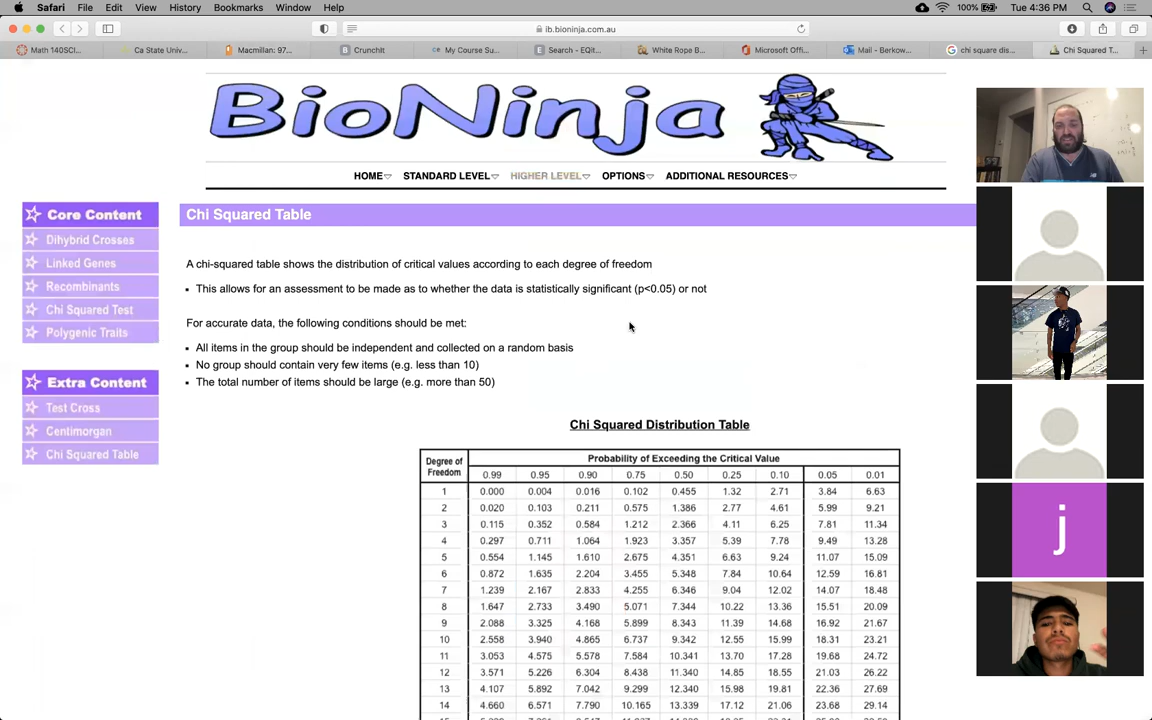 Safari File Edit View History Bookmarks Window Help 100% Tue 4:36 PM
ib.bioninja.com.au
Math 140SCI... Ca State Univ... Macmillan: 97... CrunchIt My Course Su... Search - EQit... White Rope B... Microsoft Offi... Mail - Berkow... chi square dis... Chi Squared T...
BioNinja
HOME STANDARD LEVEL HIGHER LEVEL OPTIONS ADDITIONAL RESOURCES
Core Content
Dihybrid Crosses
Linked Genes
Recombinants
Chi Squared Test
Polygenic Traits
Extra Content
Test Cross
Centimorgan
Chi Squared Table
Chi Squared Table
A chi-squared table shows the distribution of critical values according to each degree of freedom
This allows for an assessment to be made as to whether the data is statistically significant (p<0.05) or not
For accurate data, the following conditions should be met:
All items in the group should be independent and collected on a random basis
No group should contain very few items (e.g. less than 10)
The total number of items should be large (e.g. more than 50)
Chi Squared Distribution Table
Degree of Freedom Probability of Exceeding the Critical Value
0.99 0.95 0.90 0.75 0.50 0.25 0.10 0.05 0.01
1 0.000 0.004 0.016 0.102 0.455 1.32 2.71 3.84 6.63
2 0.020 0.103 0.211 0.575 1.386 2.77 4.61 5.99 9.21
3 0.115 0.352 0.584 1.212 2.366 4.11 6.25 7.81 11.34
4 0.297 0.711 1.064 1.923 3.357 5.39 7.78 9.49 13.28
5 0.554 1.145 1.610 2.675 4.351 6.63 9.24 11.07 15.09
6 0.872 1.635 2.204 3.455 5.348 7.84 10.64 12.59 16.81
7 1.239 2.167 2.833 4.255 6.346 9.04 12.02 14.07 18.48
8 1.647 2.733 3.490 5.071 7.344 10.22 13.36 15.51 20.09
9 2.088 3.325 4.168 5.899 8.343 11.39 14.68 16.92 21.67
10 2.558 3.940 4.865 6.737 9.342 12.55 15.99 18.31 23.21
11 3.053 4.575 5.578 7.584 10.341 13.70 17.28 19.68 24.72
12 3.571 5.226 6.304 8.438 11.340 14.85 18.55 21.03 26.22
13 4.107 5.892 7.042 9.299 12.340 15.98 19.81 22.36 27.69
14 4.660 6.571 7.790 10.165 13.339 17.12 21.06 23.68 29.14
j